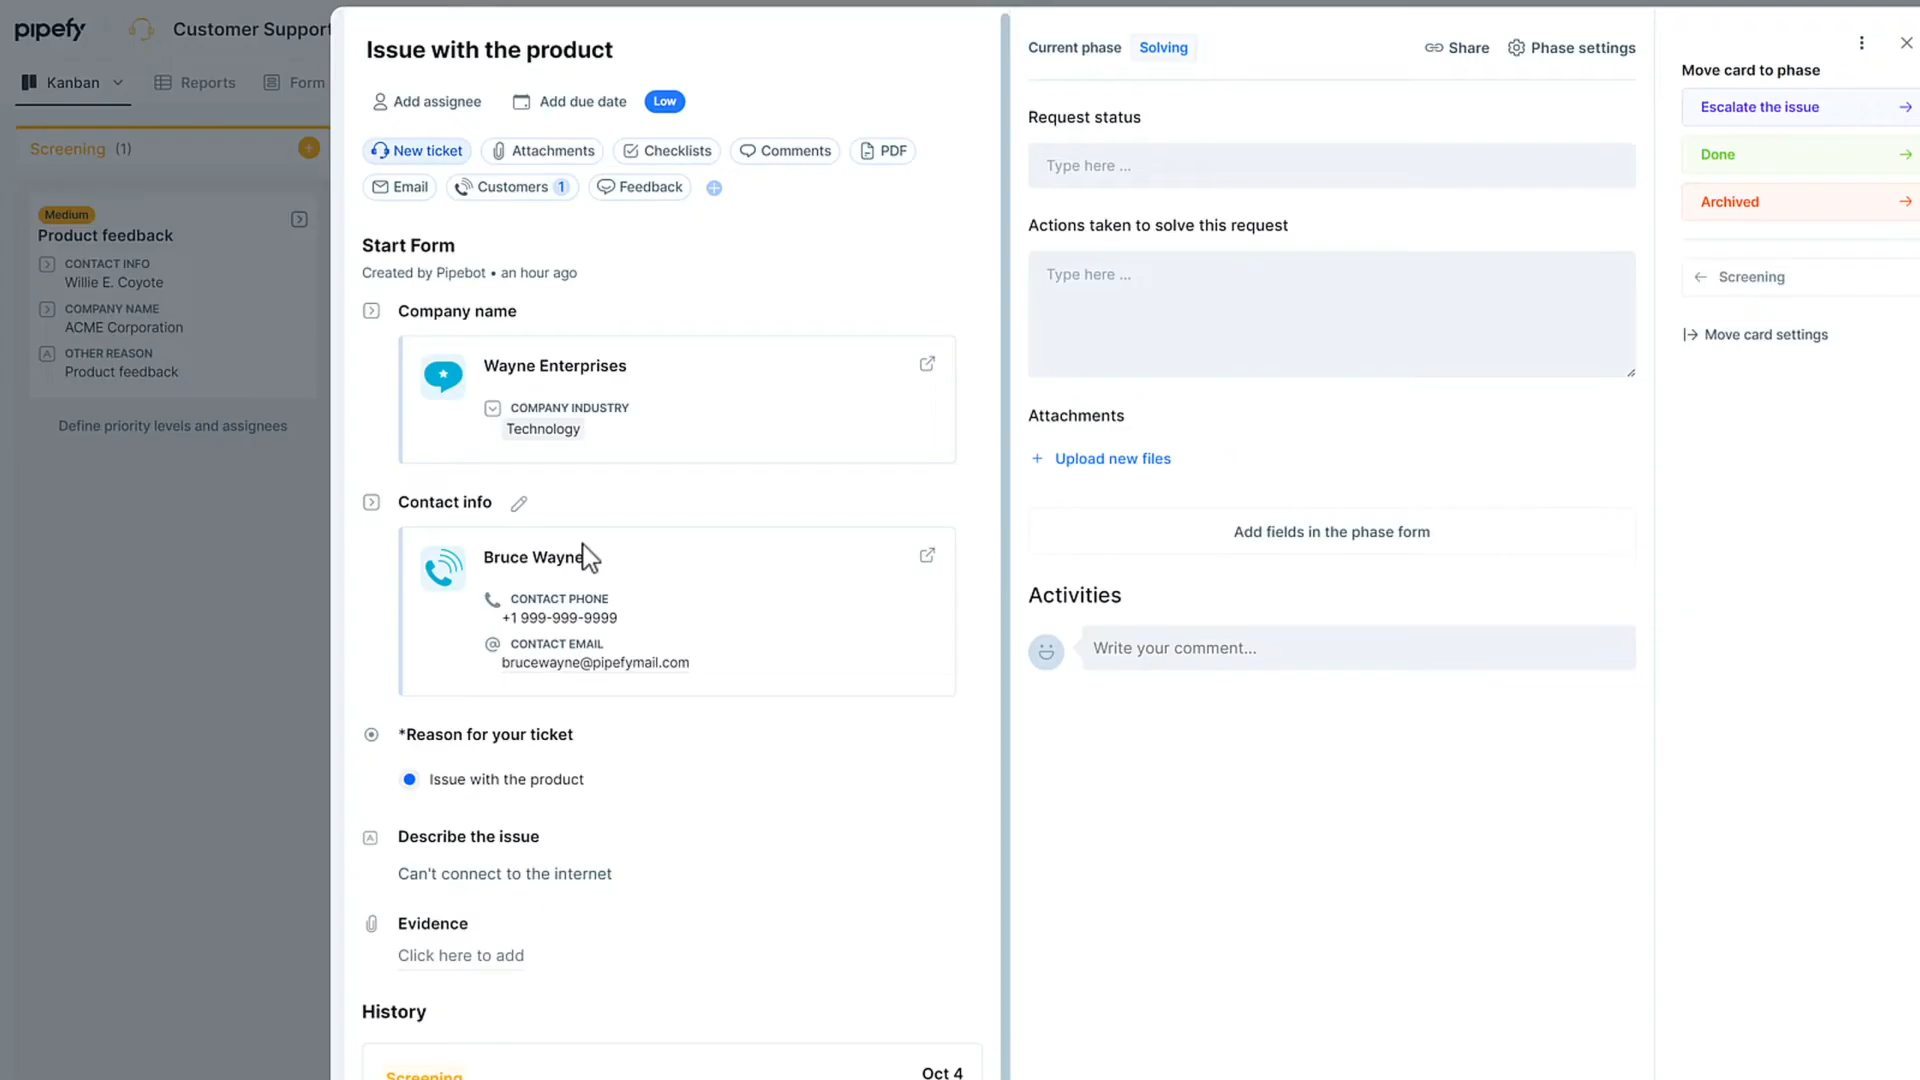 pipefy
Customer Support
Kanban
Reports
Form
Screening (1)
Medium
Product feedback
CONTACT INFO
Willie E. Coyote
COMPANY NAME
ACME Corporation
OTHER REASON
Product feedback
Define priority levels and assignees
Issue with the product
Add assignee
Add due date
Low
New ticket
Attachments
Checklists
Comments
PDF
Email
Customers 1
Feedback
Start Form
Created by Pipebot • an hour ago
Company name
Wayne Enterprises
COMPANY INDUSTRY
Technology
Contact info
Bruce Wayne
CONTACT PHONE
+1 999-999-9999
CONTACT EMAIL
brucewayne@pipefymail.com
*Reason for your ticket
Issue with the product
Describe the issue
Can't connect to the internet
Evidence
Click here to add
History
Screening
Oct 4
Current phase
Solving
Share
Phase settings
Request status
Type here ...
Actions taken to solve this request
Type here ...
Attachments
+ Upload new files
Add fields in the phase form
Activities
Write your comment...
Move card to phase
Escalate the issue
Done
Archived
Screening
Move card settings